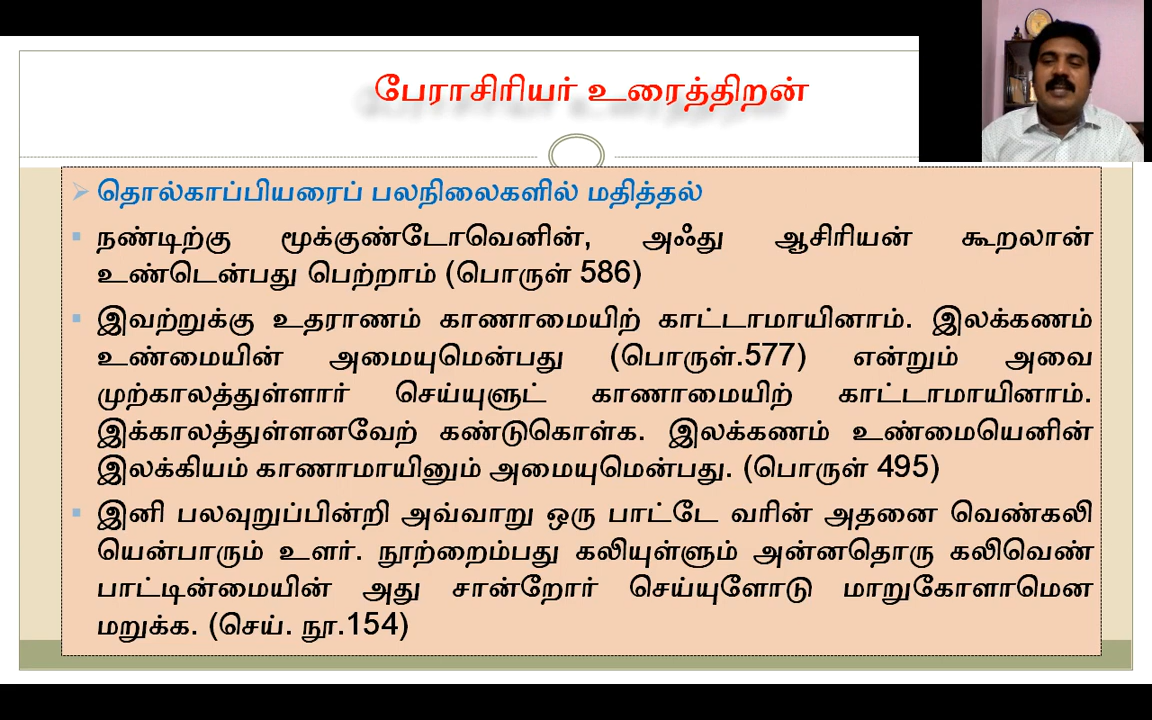 பேராசிரியர் உரைத்திறன்
தொல்காப்பியரைப் பலநிலைகளில் மதித்தல்
நண்டிற்கு மூக்குண்டோவெனின், அஃது ஆசிரியன் கூறலான்
உண்டென்பது பெற்றாம் (பொருள் 586)
இவற்றுக்கு உதராணம் காணாமையிற் காட்டாமாயினாம். இலக்கணம்
உண்மையின் அமையுமென்பது (பொருள்.577) என்றும் அவை
முற்காலத்துள்ளார் செய்யுளுட் காணாமையிற் காட்டாமாயினாம்.
இக்காலத்துள்ளனவேற் கண்டுகொள்க. இலக்கணம் உண்மையெனின்
இலக்கியம் காணாமாயினும் அமையுமென்பது. (பொருள் 495)
இனி பலவுறுப்பின்றி அவ்வாறு ஒரு பாட்டே வரின் அதனை வெண்கலி
யென்பாரும் உளர். நூற்றைம்பது கலியுள்ளும் அன்னதொரு கலிவெண்
பாட்டின்மையின் அது சான்றோர் செய்யுளோடு மாறுகோளாமென
மறுக்க. (செய். நூ.154)